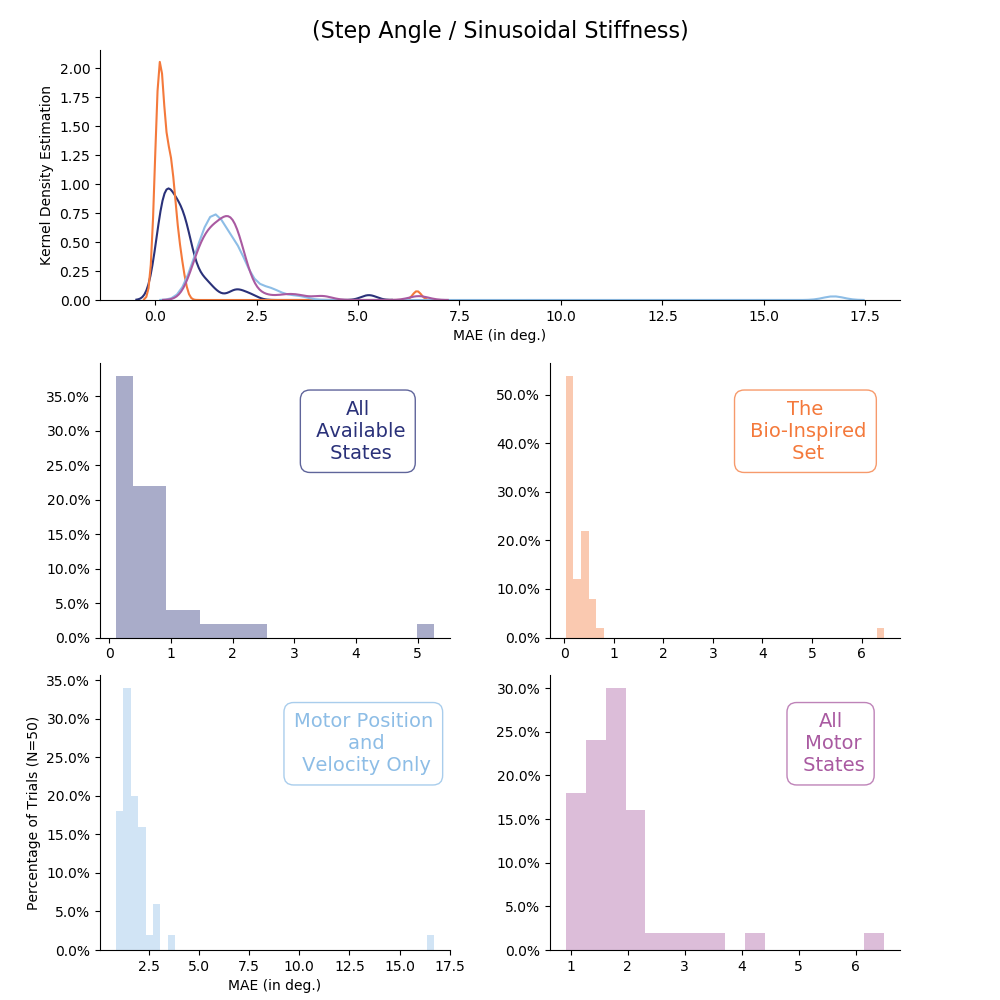 (Step Angle / Sinusoidal Stiffness)
Kernel Density Estimation
2.00
1.75
1.50
1.25
1.00
0.75
0.50
0.25
0.00
0.0 2.5 5.0 7.5 10.0 12.5 15.0 17.5
MAE (in deg.)
35.0%
30.0%
25.0%
20.0%
15.0%
10.0%
5.0%
0.0%
0 1 2 3 4 5
All
Available
States
50.0%
40.0%
30.0%
20.0%
10.0%
0.0%
0 1 2 3 4 5 6
The
Bio-Inspired
Set
Percentage of Trials (N=50)
35.0%
30.0%
25.0%
20.0%
15.0%
10.0%
5.0%
0.0%
2.5 5.0 7.5 10.0 12.5 15.0 17.5
MAE (in deg.)
Motor Position
and
Velocity Only
30.0%
25.0%
20.0%
15.0%
10.0%
5.0%
0.0%
1 2 3 4 5 6
All
Motor
States